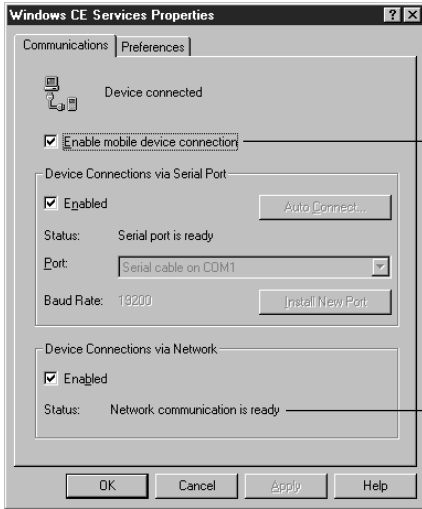 Windows CE Services Properties
Communications Preferences
Device connected
Enable mobile device connection
Device Connections via Serial Port
Enabled
Auto Connect...
Status: Serial port is ready
Port: Serial cable on COM1
Baud Rate: 19200 Install New Port
Device Connections via Network
Enabled
Status: Network communication is ready
OK Cancel Apply Help